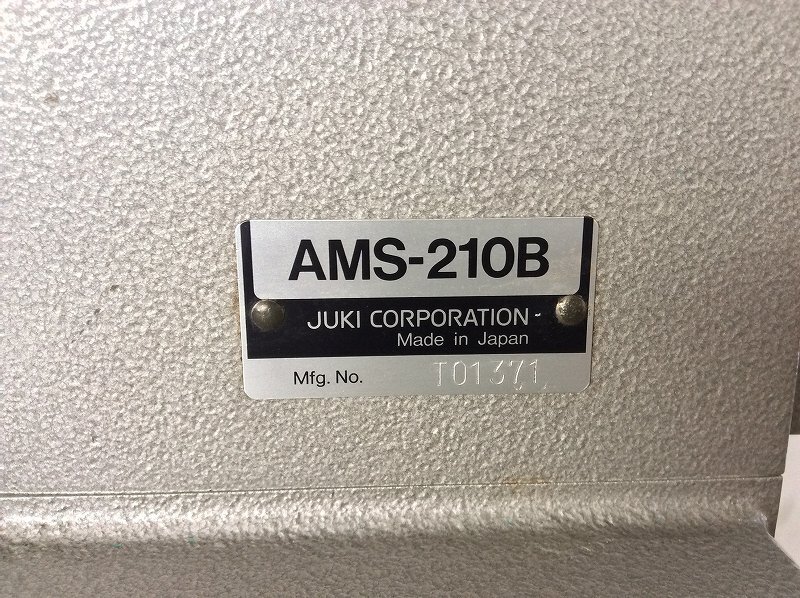 AMS-210B
JUKI CORPORATION
Made in Japan
Mfg. No. T01371